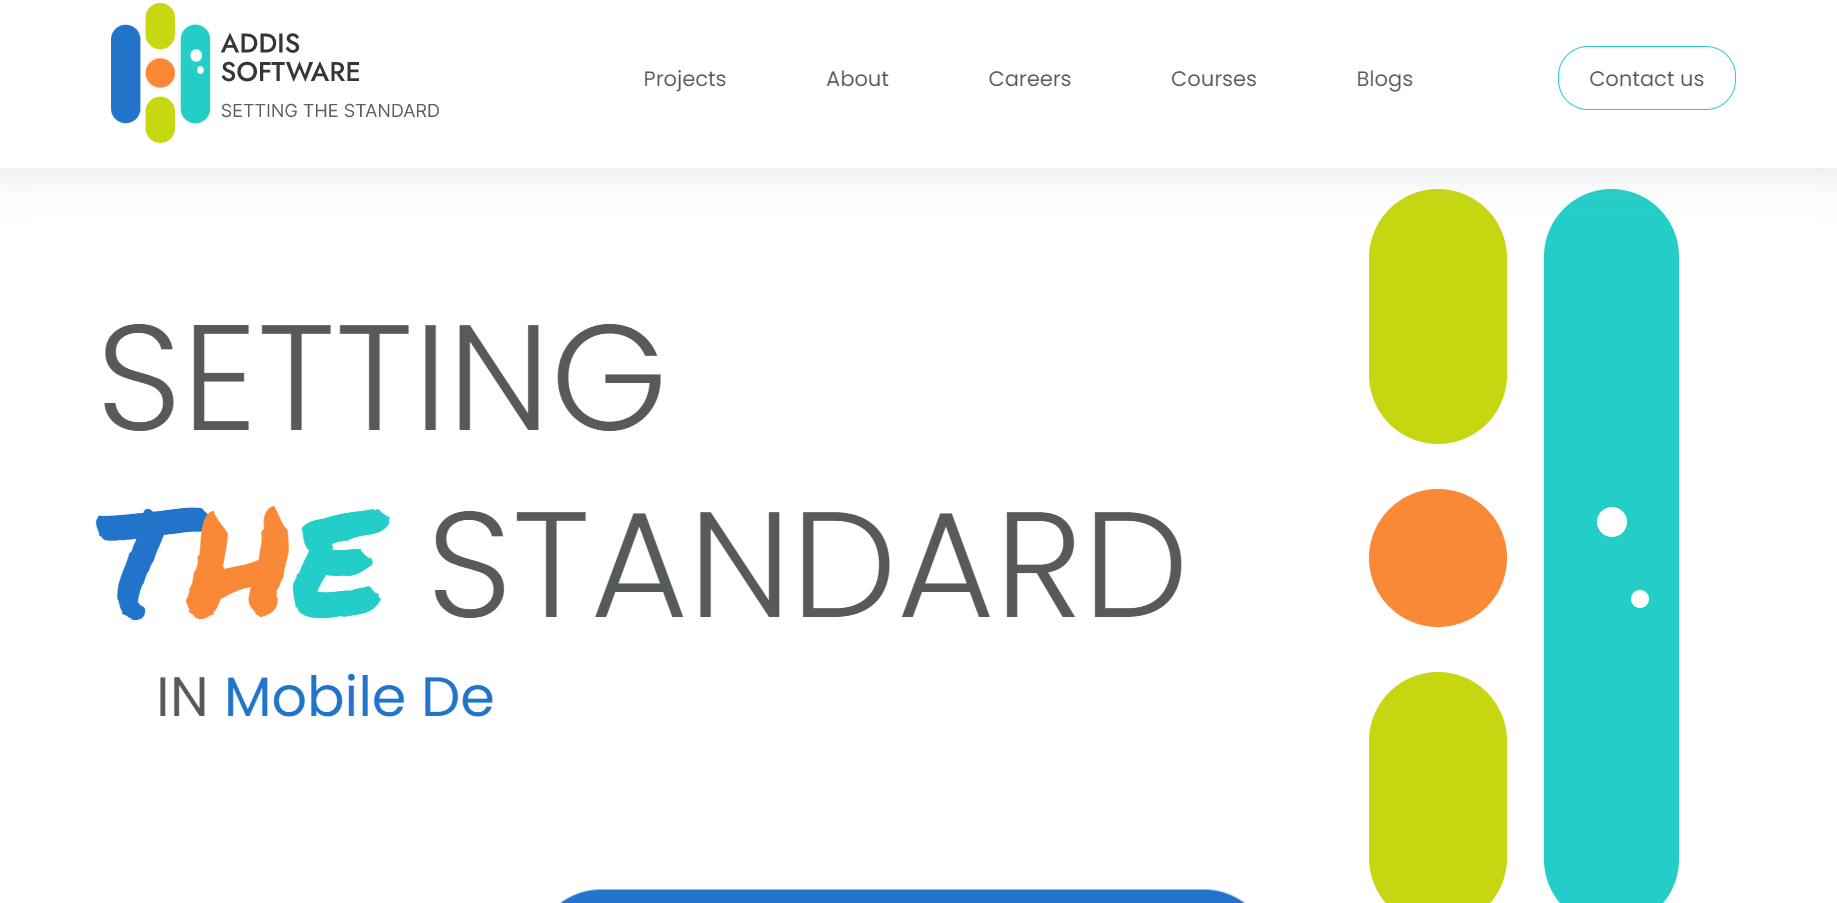 ADDIS
SOFTWARE
SETTING THE STANDARD
Projects
About
Careers
Courses
Blogs
Contact us
SETTING
THE STANDARD
IN Mobile De